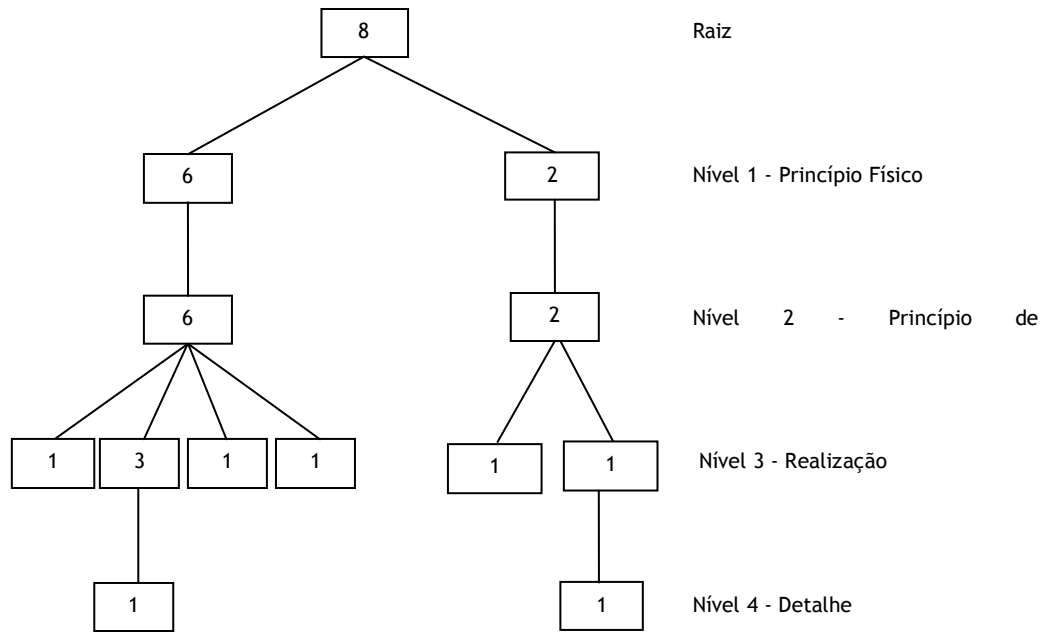 8 Raiz
6 2 Nível 1 - Princípio Físico
6 2 Nível 2 - Princípio de
1 3 1 1 1 1 Nível 3 - Realização
1 1 Nível 4 - Detalhe